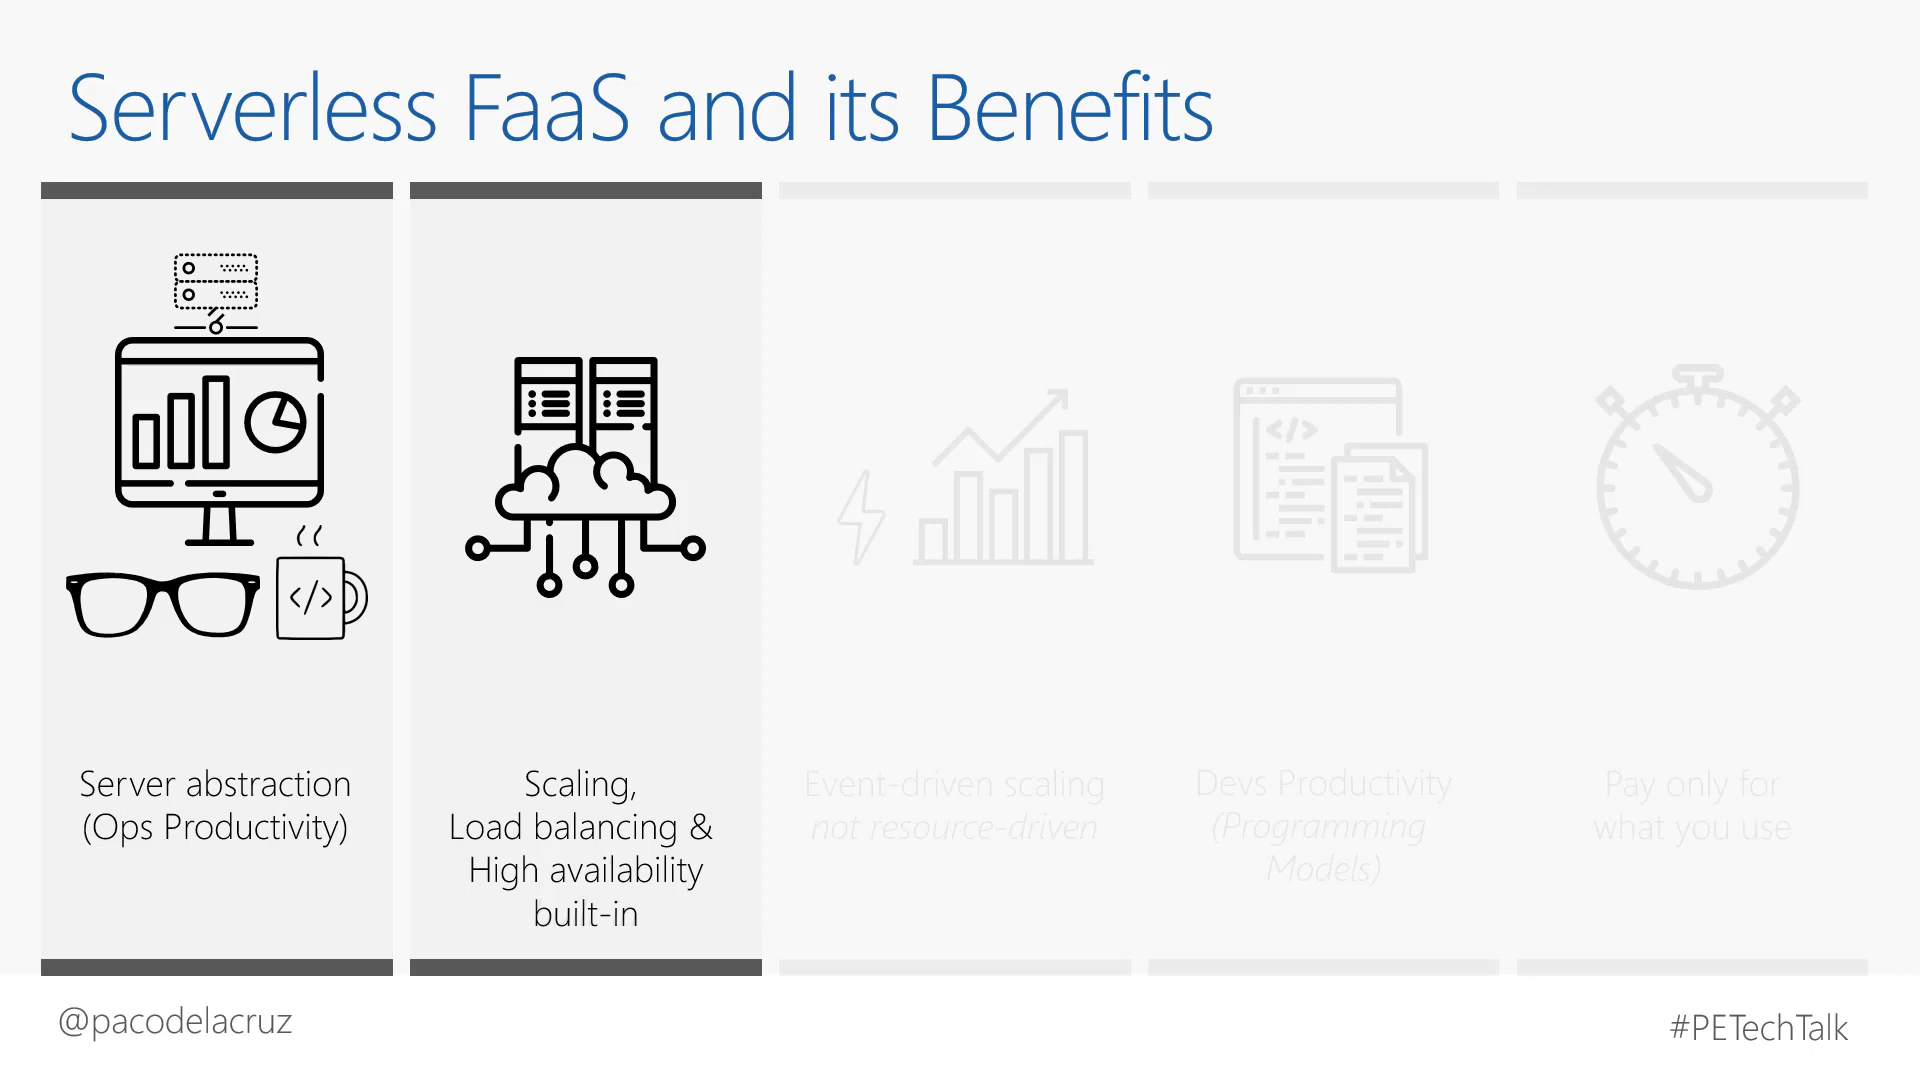 Serverless FaaS and its Benefits
</>
Server abstraction
(Ops Productivity)
Scaling,
Load balancing &
High availability
built-in
</>
Event-driven scaling
not resource-driven
Devs Productivity
(Programming
Models)
Pay only for
what you use
@pacodelacruz
#PETechTalk